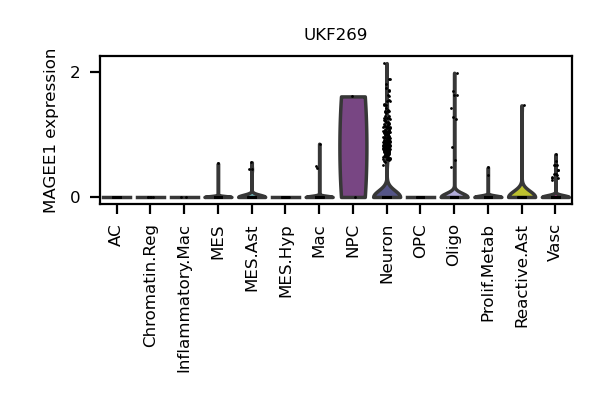 UKF269
MAGEE1 expression
2
0
AC
Chromatin.Reg
Inflammatory.Mac
MES
MES.Ast
MES.Hyp
Mac
NPC
Neuron
OPC
Oligo
Prolif.Metab
Reactive.Ast
Vasc